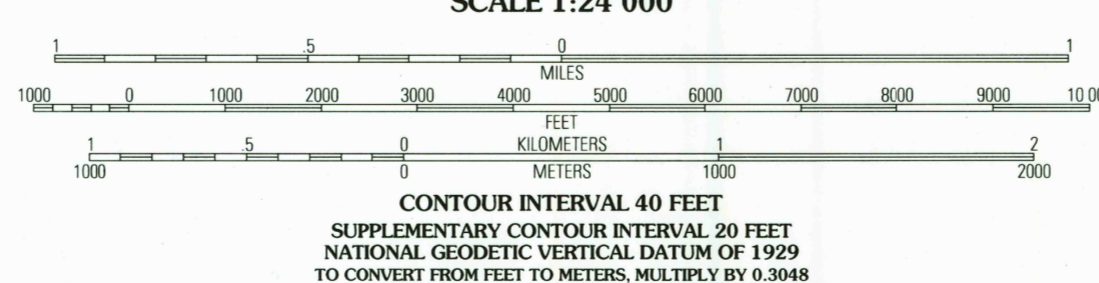 SCALE 1:24 000
1 .5 0 1
MILES
1000 0 1000 2000 3000 4000 5000 6000 7000 8000 9000 10 00
FEET
1 .5 0 KILOMETERS 1 2
1000 0 METERS 1000 2000
CONTOUR INTERVAL 40 FEET
SUPPLEMENTARY CONTOUR INTERVAL 20 FEET
NATIONAL GEODETIC VERTICAL DATUM OF 1929
TO CONVERT FROM FEET TO METERS, MULTIPLY BY 0.3048